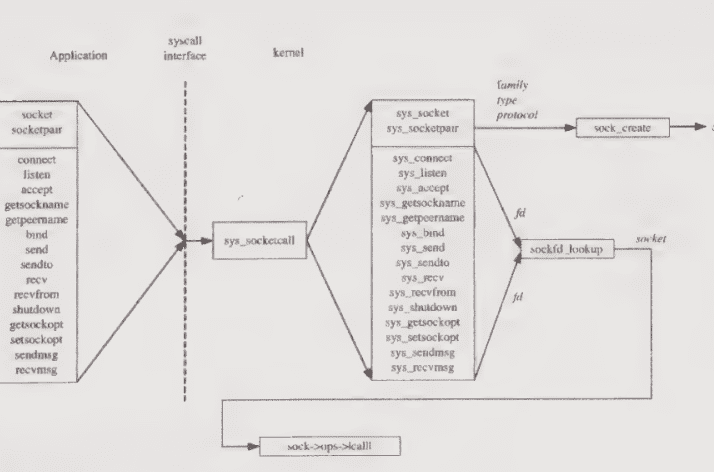 Application
syscall
interface
kernel
socket
socketpair
connect
listen
accept
getsockname
getpeername
bind
send
sendto
recv
recvfrom
shutdown
getsockopt
setsockopt
sendmsg
recvmsg
sys_socketcall
sys_socket
sys_socketpair
sys_connect
sys_listen
sys_accept
sys_getsockname
sys_getpeername
sys_bind
sys_send
sys_sendto
sys_recv
sys_recvfrom
sys_shutdown
sys_getsockopt
sys_setsockopt
sys_sendmsg
sys_recvmsg
family
type
protocol
sock_create
fd
sockfd_lookup
socket
fd